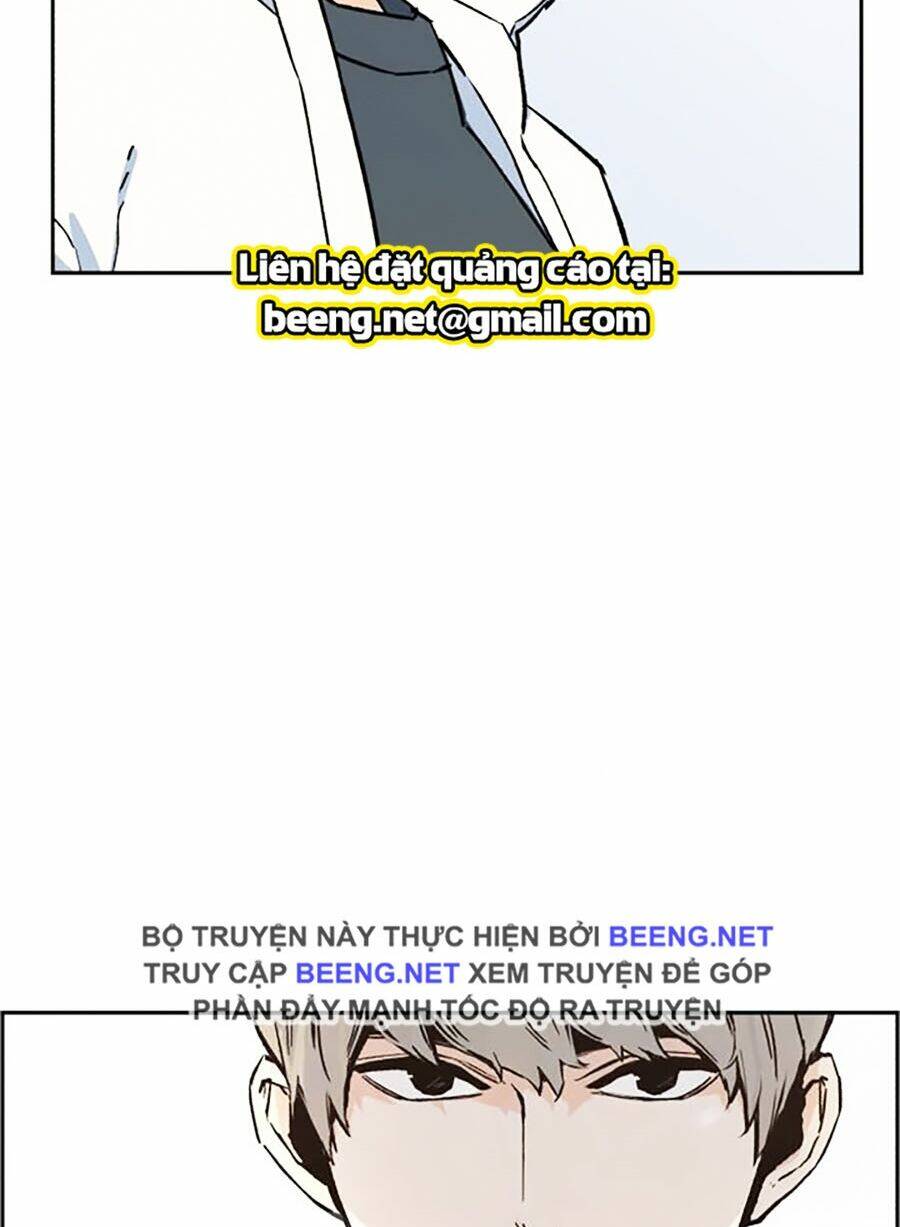 Liên hệ đặt quảng cáo tại:
beeng.net@gmail.com
BỘ TRUYỆN NÀY THỰC HIỆN BỞI BEENG.NET
TRUY CẬP BEENG.NET XEM TRUYỆN ĐỂ GÓP
PHẦN ĐẨY MẠNH TỐC ĐỘ RA TRUYỆN